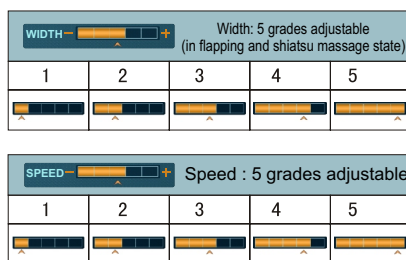 WIDTH − + Width: 5 grades adjustable
(in flapping and shiatsu massage state)
1 2 3 4 5
SPEED − + Speed : 5 grades adjustable
1 2 3 4 5